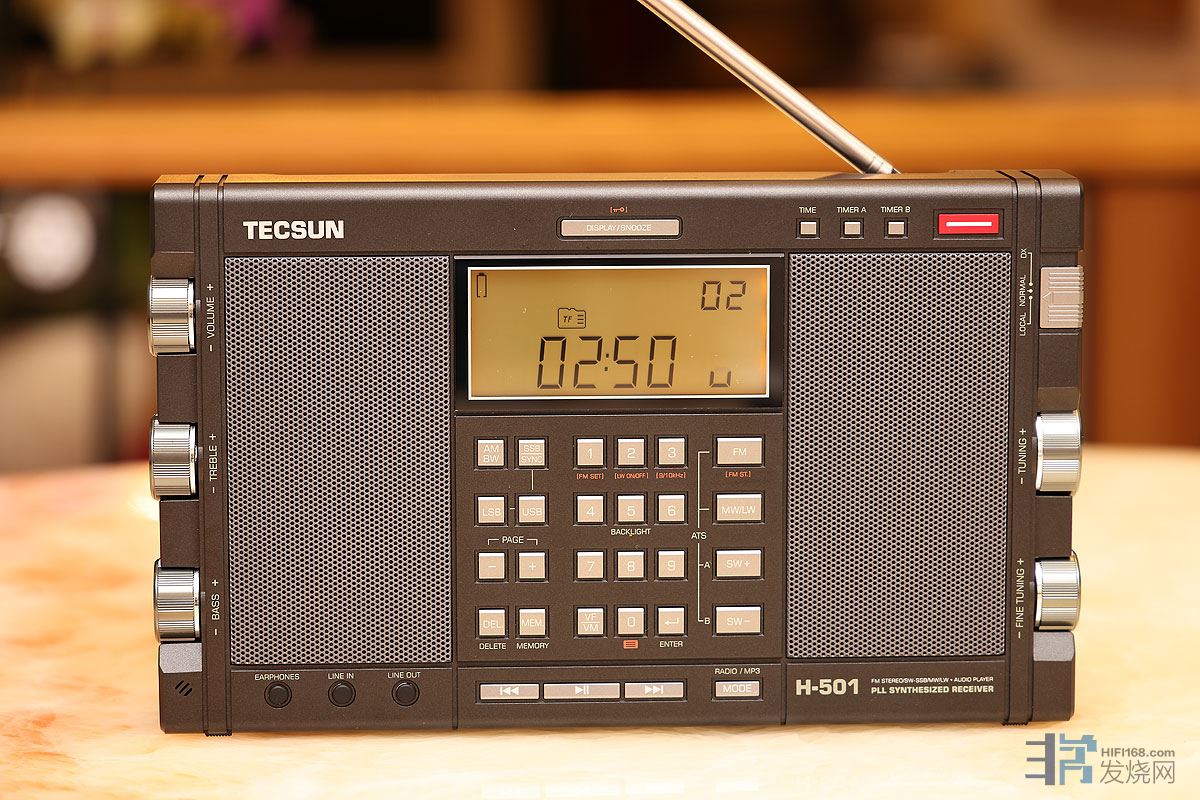 TECSUN
DISPLAY/SNOOZE
TIME
TIMER A
TIMER B
02
TF
02:50
- VOLUME +
- TREBLE +
- BASS +
LOCAL NORMAL DX
- TUNING +
- FINE TUNING +
AM BW
SSB SYNC
1
2
3
FM
[FM SET]
[LW ON/OFF]
[9/10kHz]
[FM ST.]
LSB
USB
4
5
6
MW/LW
BACKLIGHT
PAGE
ATS
-
+
7
8
9
A
SW+
DEL
MEM
VF VM
0
B
SW-
DELETE
MEMORY
ENTER
EARPHONES
LINE IN
LINE OUT
RADIO / MP3
MODE
H-501
FM STEREO/SW-SSB/MW/LW • AUDIO PLAYER
PLL SYNTHESIZED RECEIVER
HIFI168.com
发烧网